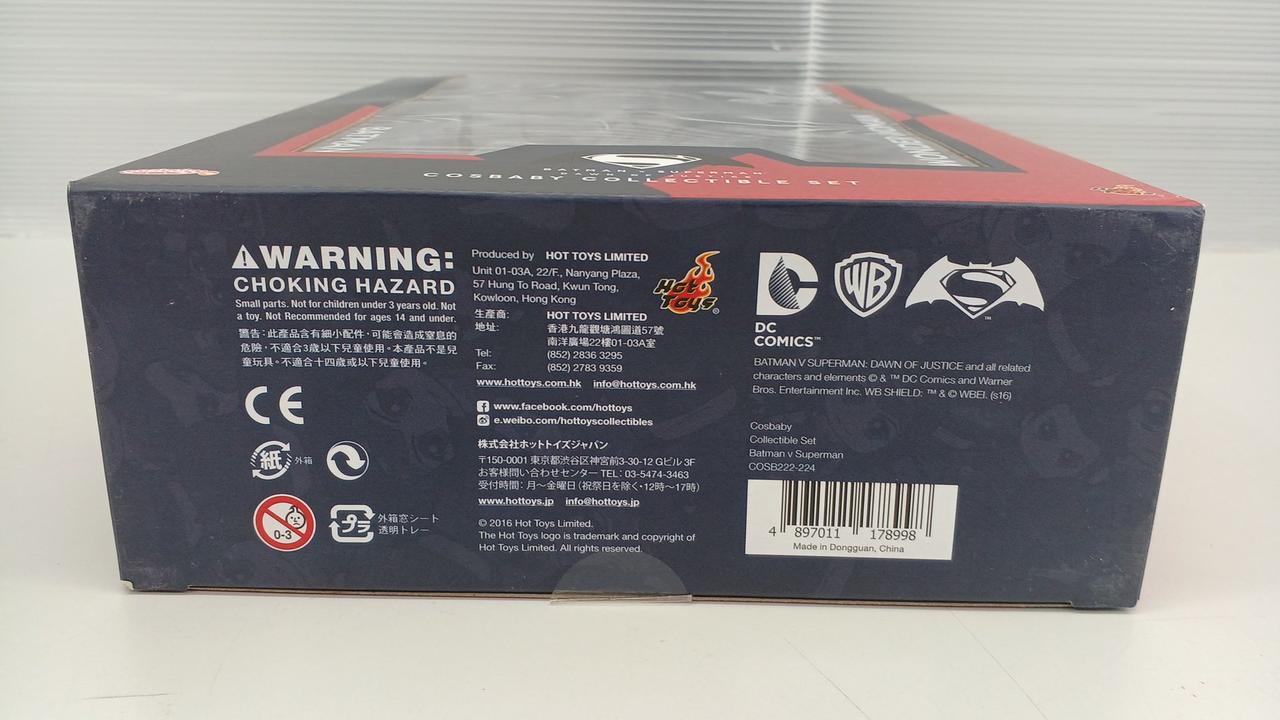 BATMAN
BATMAN V SUPERMAN
DAWN OF JUSTICE
COSBABY COLLECTIBLE SET
WARNING:
CHOKING HAZARD
Small parts. Not for children under 3 years old. Not
a toy. Not Recommended for ages 14 and under.
警告:此產品含有細小配件,可能會造成窒息的
危險,不適合3歲以下兒童使用。本產品不是兒
童玩具。不適合十四歲或以下兒童使用。
CE
紙 外箱
0-3
プラ 外箱窓シート
透明トレー
Produced by HOT TOYS LIMITED
Unit 01-03A, 22/F., Nanyang Plaza,
57 Hung To Road, Kwun Tong,
Kowloon, Hong Kong
Hot Toys
生產商: HOT TOYS LIMITED
地址: 香港九龍觀塘鴻圖道57號
南洋廣場22樓01-03A室
Tel: (852) 2836 3295
Fax: (852) 2783 9359
www.hottoys.com.hk info@hottoys.com.hk
www.facebook.com/hottoys
e.weibo.com/hottoyscollectibles
株式会社ホットトイズジャパン
〒150-0001 東京都渋谷区神宮前3-30-12 Gビル3F
お客様問い合わせセンター TEL: 03-5474-3463
受付時間:月〜金曜日(祝祭日を除く・12時〜17時)
www.hottoys.jp info@hottoys.jp
© 2016 Hot Toys Limited.
The Hot Toys logo is trademark and copyright of
Hot Toys Limited. All rights reserved.
DC
COMICS™
WB
S
™
BATMAN V SUPERMAN: DAWN OF JUSTICE and all related
characters and elements © & ™ DC Comics and Warner
Bros. Entertainment Inc. WB SHIELD: ™ & © WBEI. (s16)
Cosbaby
Collectible Set
Batman v Superman
COSB222-224
4 897011 178998
Made in Dongguan, China